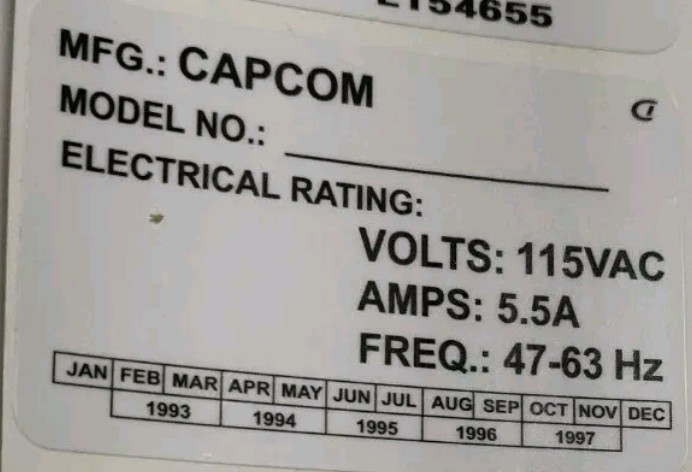 154655
MFG.: CAPCOM
MODEL NO.:
ELECTRICAL RATING:
VOLTS: 115VAC
AMPS: 5.5A
FREQ.: 47-63 Hz
JAN FEB MAR APR MAY JUN JUL AUG SEP OCT NOV DEC
1993 1994 1995 1996 1997